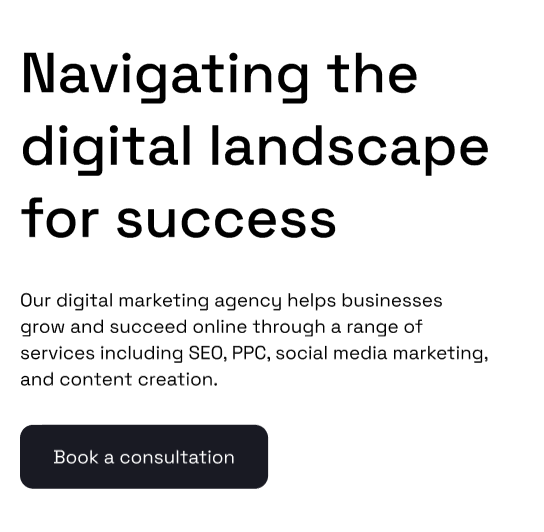 Navigating the
digital landscape
for success
Our digital marketing agency helps businesses
grow and succeed online through a range of
services including SEO, PPC, social media marketing,
and content creation.
Book a consultation